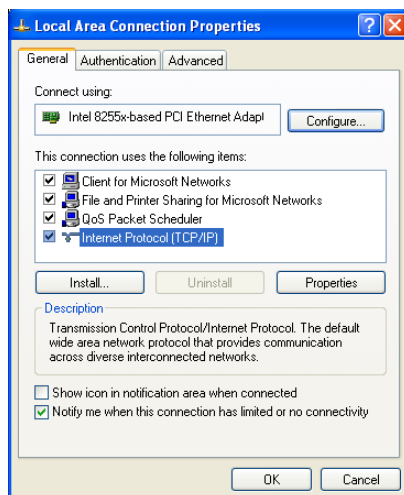 Local Area Connection Properties
General Authentication Advanced
Connect using:
Intel 8255x-based PCI Ethernet Adapt
Configure...
This connection uses the following items:
Client for Microsoft Networks
File and Printer Sharing for Microsoft Networks
QoS Packet Scheduler
Internet Protocol (TCP/IP)
Install... Uninstall Properties
Description
Transmission Control Protocol/Internet Protocol. The default
wide area network protocol that provides communication
across diverse interconnected networks.
Show icon in notification area when connected
Notify me when this connection has limited or no connectivity
OK Cancel